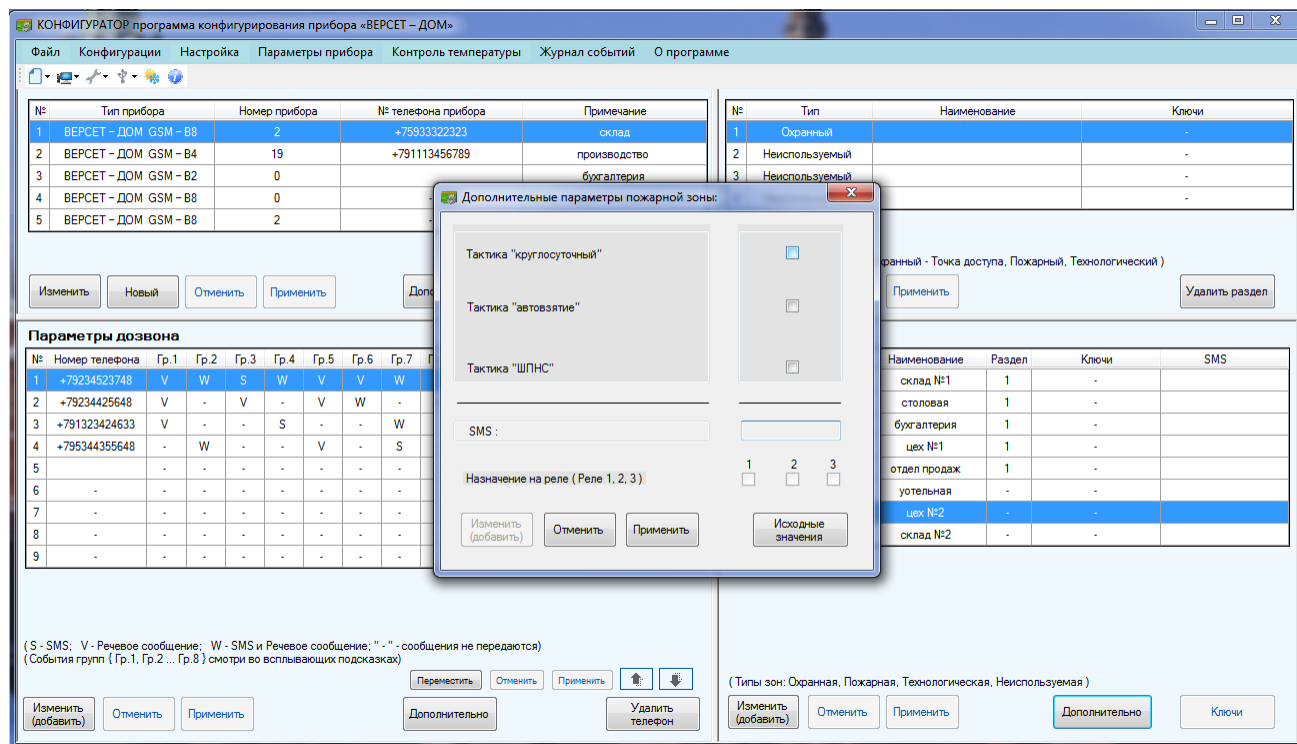 КОНФИГУРАТОР программа конфигурирования прибора «ВЕРСЕТ – ДОМ»
Файл Конфигурации Настройка Параметры прибора Контроль температуры Журнал событий О программе
№ Тип прибора Номер прибора № телефона прибора Примечание
1 ВЕРСЕТ – ДОМ GSM – В8 2 +75933322323 склад
2 ВЕРСЕТ – ДОМ GSM – В4 19 +791113456789 производство
3 ВЕРСЕТ – ДОМ GSM – В2 0 бухгалтерия
4 ВЕРСЕТ – ДОМ GSM – В8 0 -
5 ВЕРСЕТ – ДОМ GSM – В8 2 -
Изменить Новый Отменить Применить
№ Тип Наименование Ключи
1 Охранный -
2 Неиспользуемый -
3 Неиспользуемый -
-
Охранный - Точка доступа, Пожарный, Технологический )
Применить Удалить раздел
Дополнительные параметры пожарной зоны:
Тактика "круглосуточный"
Тактика "автовзятие"
Тактика "ШПНС"
SMS :
1 2 3
Назначение на реле ( Реле 1, 2, 3 )
Изменить (добавить) Отменить Применить Исходные значения
Параметры дозвона
№ Номер телефона Гр.1 Гр.2 Гр.3 Гр.4 Гр.5 Гр.6 Гр.7
1 +79234523748 V W S W V V W
2 +79234425648 V - V - V W -
3 +791323424633 V - - S - - W
4 +795344355648 - W - - V - S
5 - - - - - - -
6 - - - - - - - -
7 - - - - - - - -
8 - - - - - - - -
9 - - - - - - - -
( S - SMS; V - Речевое сообщение; W - SMS и Речевое сообщение; " - " - сообщения не передаются)
( События групп { Гр.1, Гр.2 ... Гр.8 } смотри во всплывающих подсказках)
Переместить Отменить Применить
Изменить (добавить) Отменить Применить Дополнительно Удалить телефон
Наименование Раздел Ключи SMS
склад №1 1 -
столовая 1 -
бухгалтерия 1 -
цех №1 1 -
отдел продаж 1 -
уотельная - -
цех №2 - -
склад №2 - -
( Типы зон: Охранная, Пожарная, Технологическа, Неиспользуемая )
Изменить (добавить) Отменить Применить Дополнительно Ключи